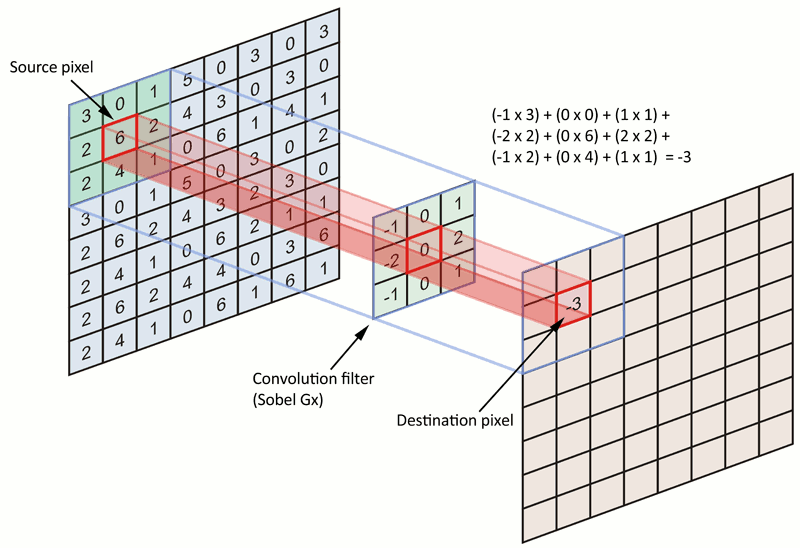 Source pixel
3 0 1 5 0 3 0 3
2 6 2 4 3 0 3 0
2 4 1 0 6 1 4 1
3 0 1 5 0 3 0 2
2 6 2 4 3 2 3 0
2 4 1 0 6 2 1 1
2 6 2 4 4 0 3 6
2 4 1 0 6 1 6 1
(-1 x 3) + (0 x 0) + (1 x 1) +
(-2 x 2) + (0 x 6) + (2 x 2) +
(-1 x 2) + (0 x 4) + (1 x 1) = -3
-1 0 1
-2 0 2
-1 0 1
Convolution filter
(Sobel Gx)
-3
Destination pixel